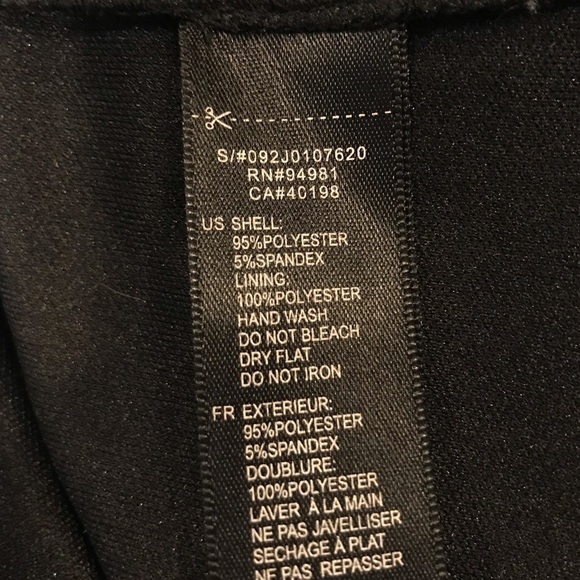 S/#092J0107620
RN#94981
CA#40198
US SHELL:
95%POLYESTER
5%SPANDEX
LINING:
100%POLYESTER
HAND WASH
DO NOT BLEACH
DRY FLAT
DO NOT IRON
FR EXTERIEUR:
95%POLYESTER
5%SPANDEX
DOUBLURE:
100%POLYESTER
LAVER À LA MAIN
NE PAS JAVELLISER
SECHAGE À PLAT
NE PAS REPASSER